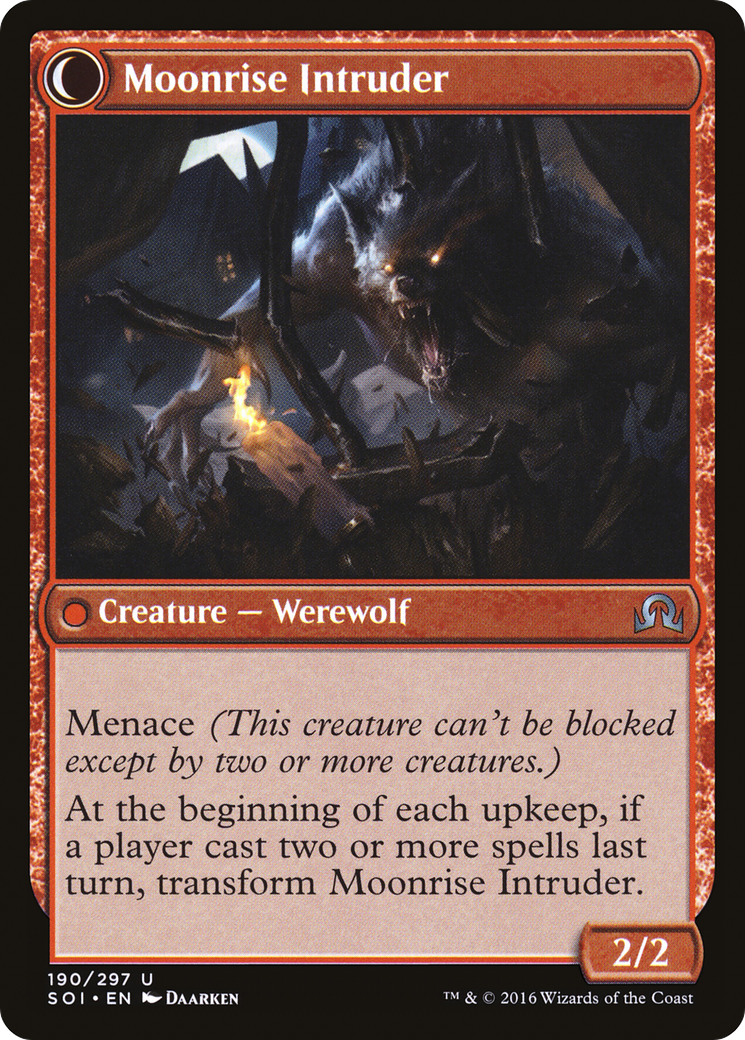 Moonrise Intruder
Creature — Werewolf
Menace (This creature can't be blocked
except by two or more creatures.)
At the beginning of each upkeep, if
a player cast two or more spells last
turn, transform Moonrise Intruder.
2/2
190/297 U
SOI • EN DAARKEN
™ & © 2016 Wizards of the Coast